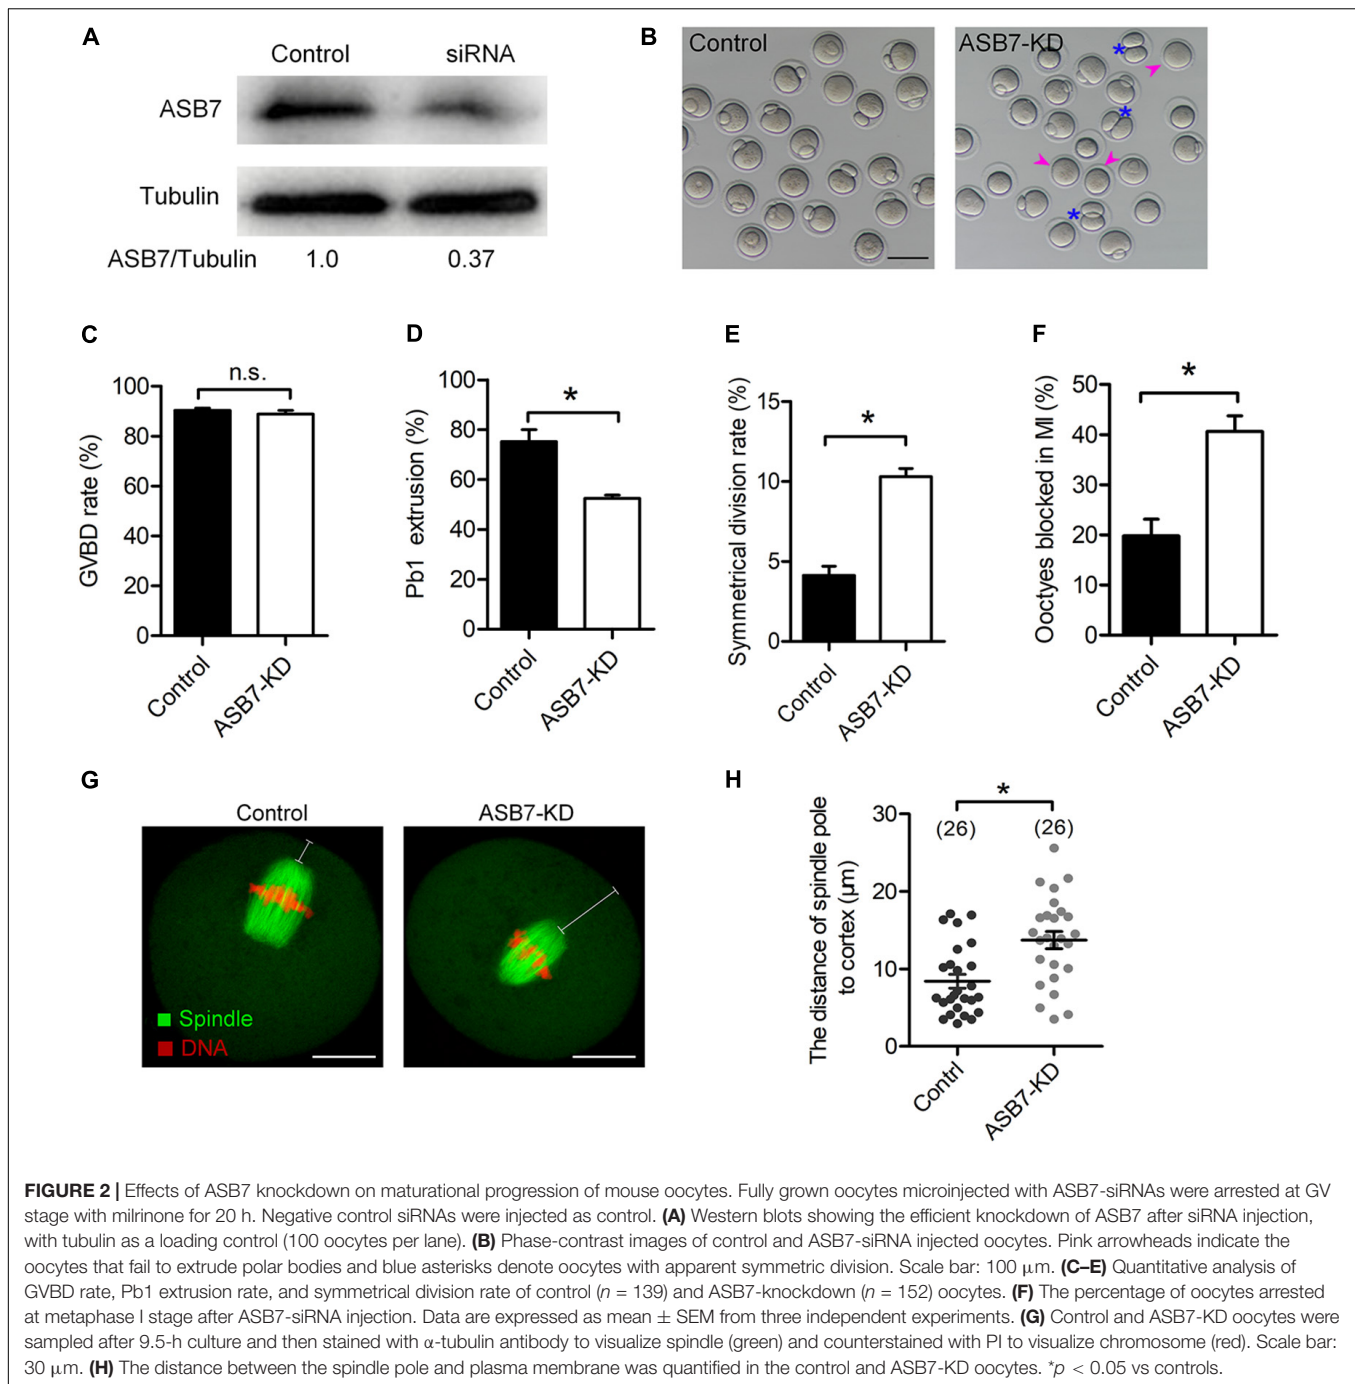 A
Control siRNA
ASB7
Tubulin
ASB7/Tubulin 1.0 0.37
B
Control
ASB7-KD
*
*
*
C
GVBD rate (%)
100
80
60
40
20
0
n.s.
Control
ASB7-KD
D
Pb1 extrusion (%)
100
80
60
40
20
0
*
Control
ASB7-KD
E
Symmetrical division rate (%)
15
10
5
0
*
Control
ASB7-KD
F
Ooctyes blocked in MI (%)
50
40
30
20
10
0
*
Control
ASB7-KD
G
Control
ASB7-KD
Spindle
DNA
H
The distance of spindle pole
to cortex (μm)
30
20
10
0
*
(26) (26)
Contrl
ASB7-KD
FIGURE 2 | Effects of ASB7 knockdown on maturational progression of mouse oocytes. Fully grown oocytes microinjected with ASB7-siRNAs were arrested at GV
stage with milrinone for 20 h. Negative control siRNAs were injected as control. (A) Western blots showing the efficient knockdown of ASB7 after siRNA injection,
with tubulin as a loading control (100 oocytes per lane). (B) Phase-contrast images of control and ASB7-siRNA injected oocytes. Pink arrowheads indicate the
oocytes that fail to extrude polar bodies and blue asterisks denote oocytes with apparent symmetric division. Scale bar: 100 μm. (C–E) Quantitative analysis of
GVBD rate, Pb1 extrusion rate, and symmetrical division rate of control (n = 139) and ASB7-knockdown (n = 152) oocytes. (F) The percentage of oocytes arrested
at metaphase I stage after ASB7-siRNA injection. Data are expressed as mean ± SEM from three independent experiments. (G) Control and ASB7-KD oocytes were
sampled after 9.5-h culture and then stained with α-tubulin antibody to visualize spindle (green) and counterstained with PI to visualize chromosome (red). Scale bar:
30 μm. (H) The distance between the spindle pole and plasma membrane was quantified in the control and ASB7-KD oocytes. *p < 0.05 vs controls.